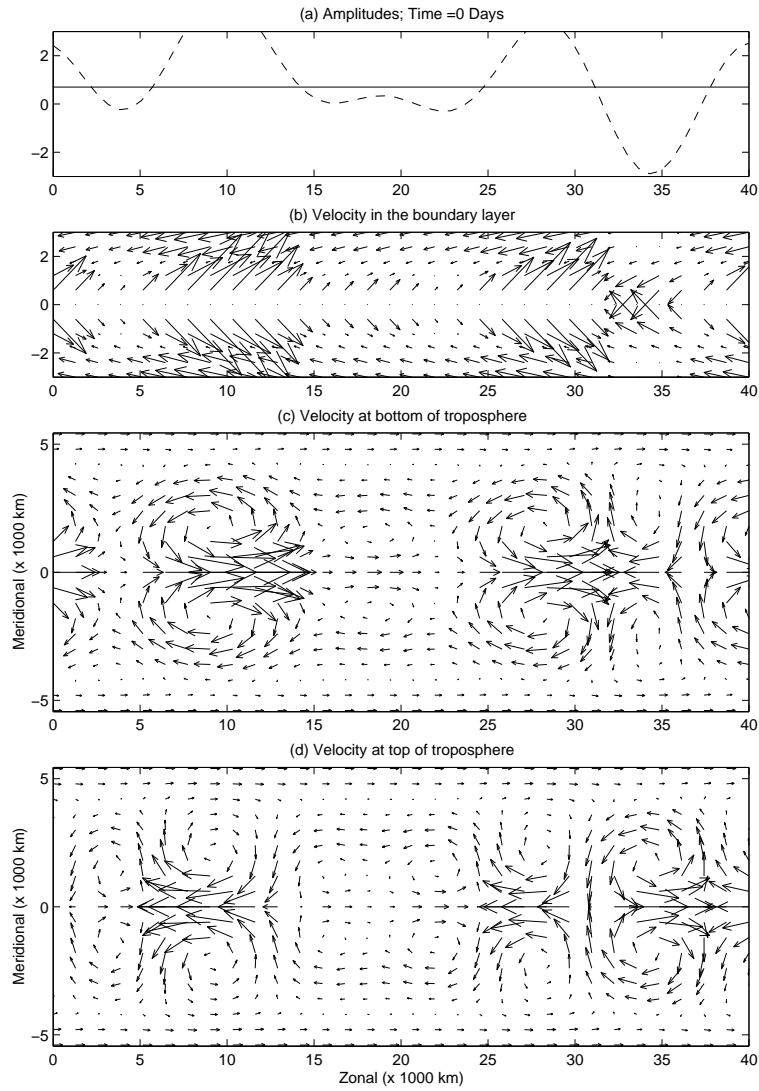 (a) Amplitudes; Time =0 Days
2
0
−2
0 5 10 15 20 25 30 35 40
(b) Velocity in the boundary layer
2
0
−2
0 5 10 15 20 25 30 35 40
(c) Velocity at bottom of troposphere
5
0
−5
Meridional (x 1000 km)
0 5 10 15 20 25 30 35 40
(d) Velocity at top of troposphere
5
0
−5
Meridional (x 1000 km)
0 5 10 15 20 25 30 35 40
Zonal (x 1000 km)